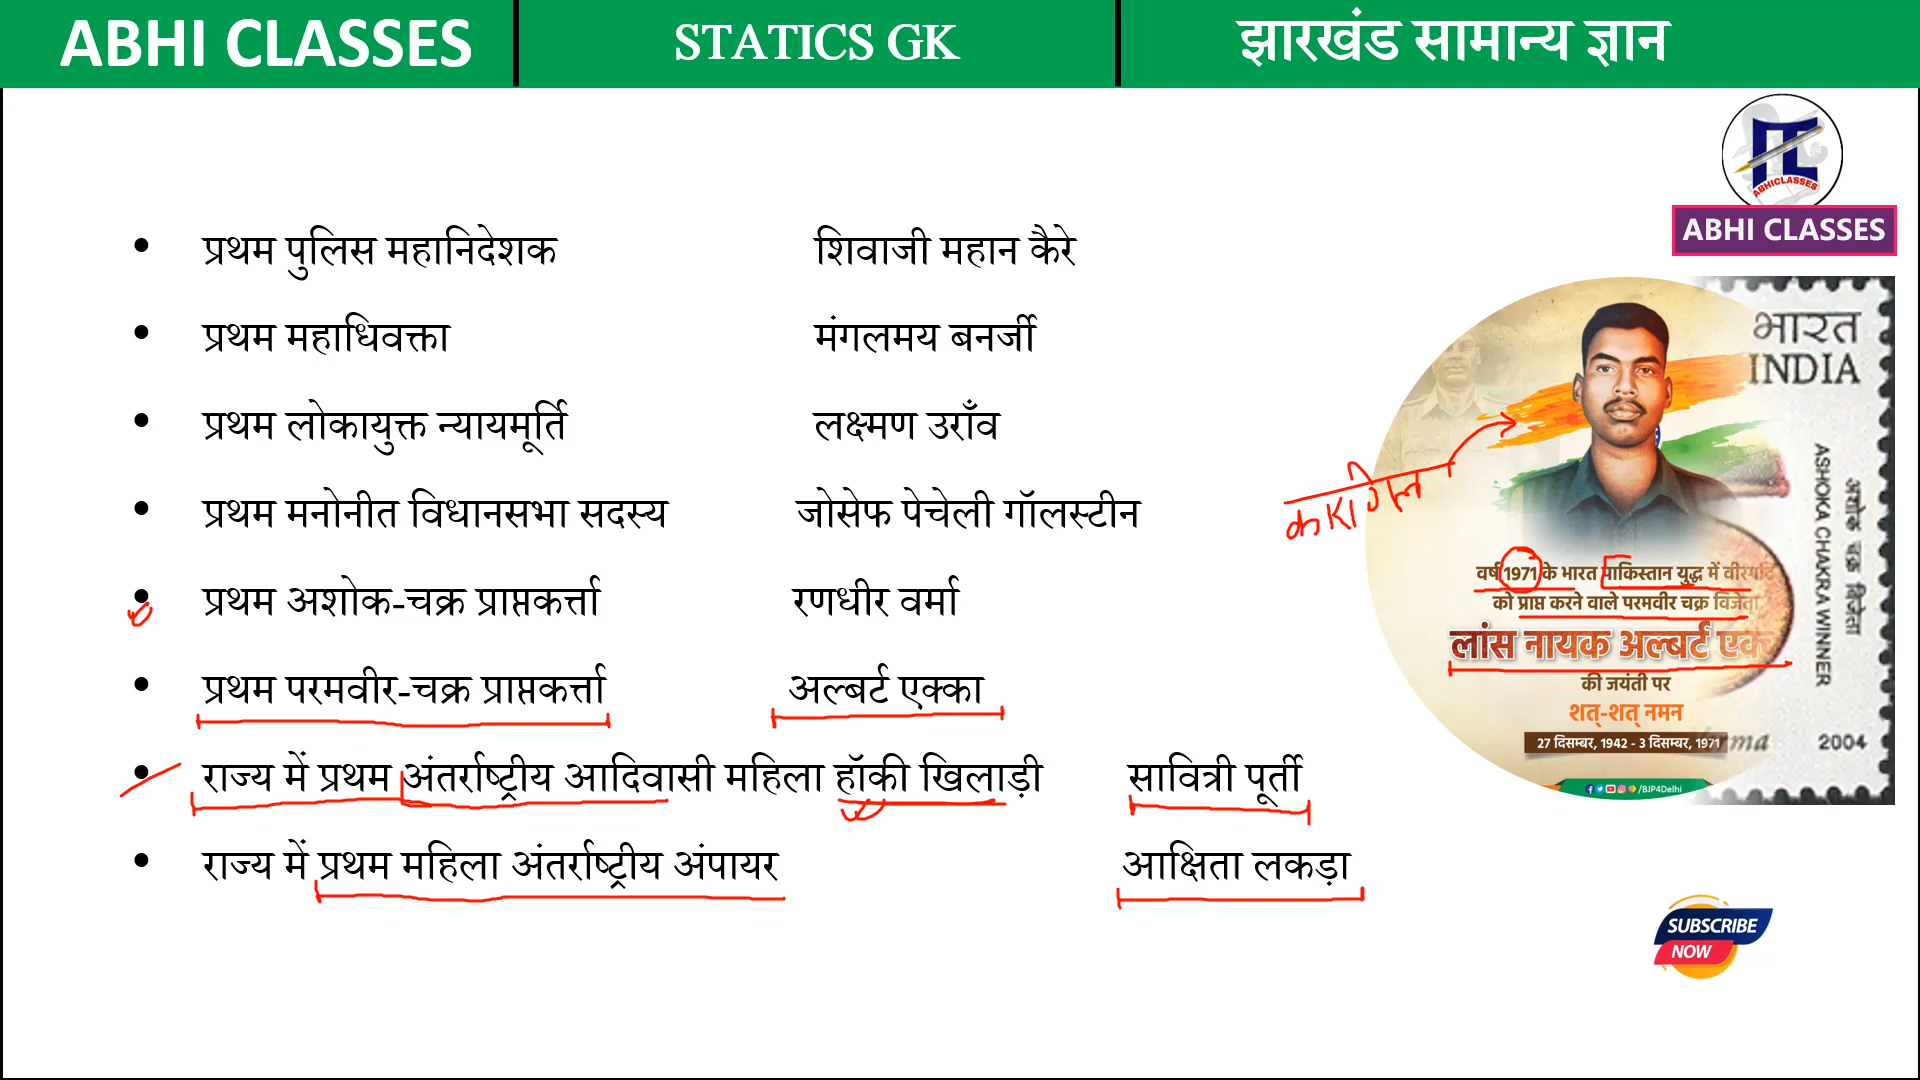 ABHI CLASSES
STATICS GK
झारखंड सामान्य ज्ञान
ABHICLASSES
ABHI CLASSES
• प्रथम पुलिस महानिदेशक शिवाजी महान कैरे
• प्रथम महाधिवक्ता मंगलमय बनर्जी
• प्रथम लोकायुक्त न्यायमूर्ति लक्ष्मण उराँव
• प्रथम मनोनीत विधानसभा सदस्य जोसेफ पेचेली गॉलस्टीन
• प्रथम अशोक-चक्र प्राप्तकर्त्ता रणधीर वर्मा
• प्रथम परमवीर-चक्र प्राप्तकर्त्ता अल्बर्ट एक्का
• राज्य में प्रथम अंतर्राष्ट्रीय आदिवासी महिला हॉकी खिलाड़ी सावित्री पूर्ती
• राज्य में प्रथम महिला अंतर्राष्ट्रीय अंपायर आक्षिता लकड़ा
भारत
INDIA
अशोक चक्र विजेता
ASHOKA CHAKRA WINNER
2004
वर्ष 1971 के भारत पाकिस्तान युद्ध में
को प्राप्त करने वाले परमवीर चक्र विजेता
लांस नायक अल्बर्ट
की जयंती पर
शत्-शत् नमन
27 दिसम्बर, 1942 - 3 दिसम्बर, 1971
/BJP4Delhi
SUBSCRIBE
NOW